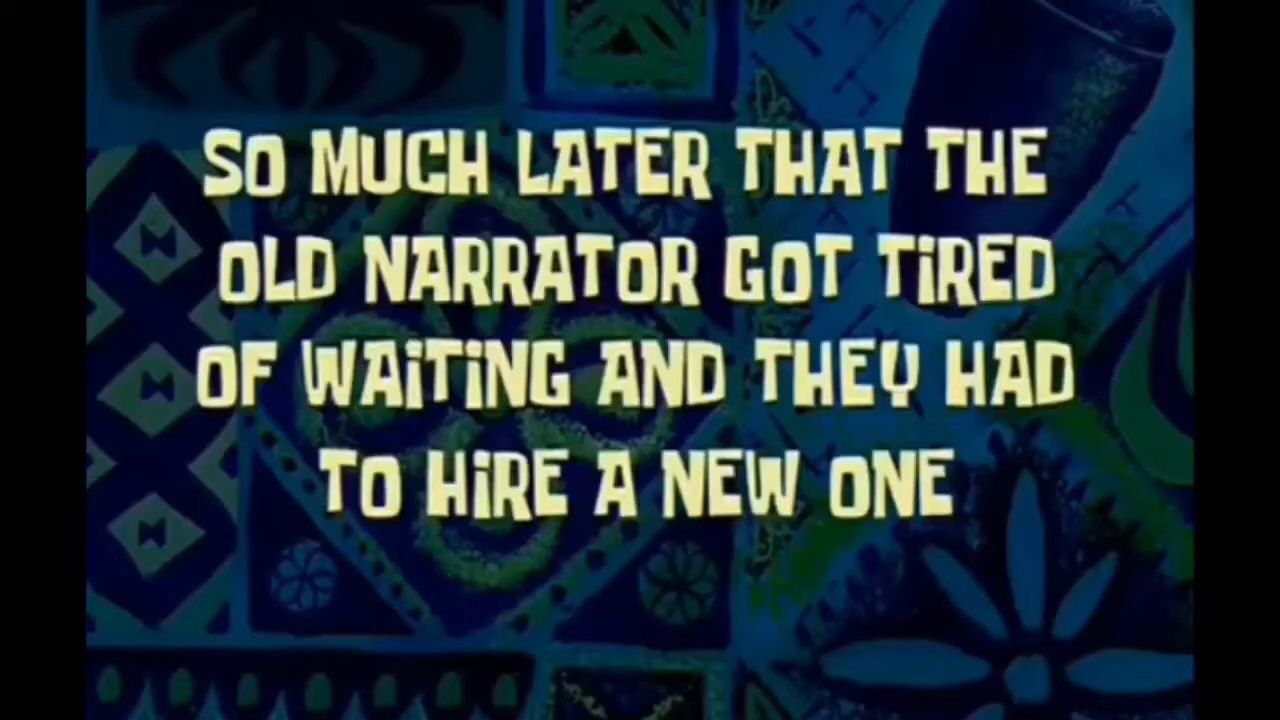 SO MUCH LATER THAT THE
OLD NARRATOR GOT TIRED
OF WAITING AND THEY HAD
TO HIRE A NEW ONE